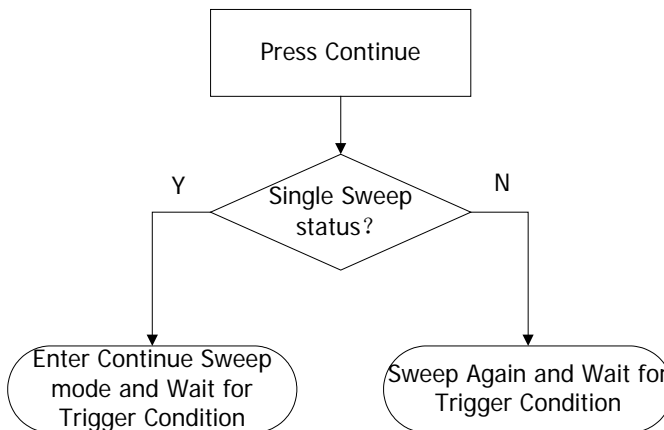 Press Continue
Single Sweep
status？
Y
N
Enter Continue Sweep
mode and Wait for
Trigger Condition
Sweep Again and Wait for
Trigger Condition